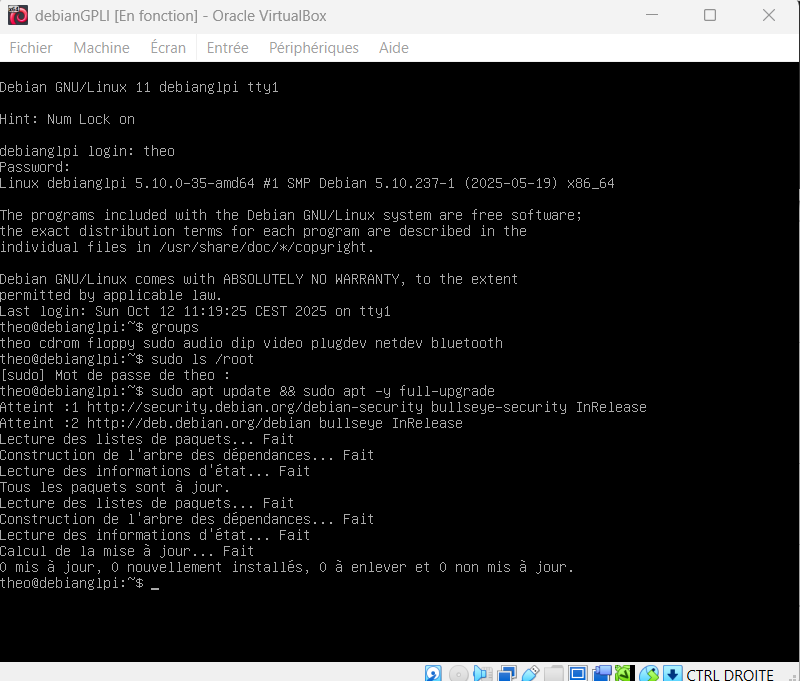 debianGPLI [En fonction] - Oracle VirtualBox
Fichier Machine Écran Entrée Périphériques Aide
Debian GNU/Linux 11 debianglpi tty1
Hint: Num Lock on
debianglpi login: theo
Password:
Linux debianglpi 5.10.0-35-amd64 #1 SMP Debian 5.10.237-1 (2025-05-19) x86_64
The programs included with the Debian GNU/Linux system are free software;
the exact distribution terms for each program are described in the
individual files in /usr/share/doc/*/copyright.
Debian GNU/Linux comes with ABSOLUTELY NO WARRANTY, to the extent
permitted by applicable law.
Last login: Sun Oct 12 11:19:25 CEST 2025 on tty1
theo@debianglpi:~$ groups
theo cdrom floppy sudo audio dip video plugdev netdev bluetooth
theo@debianglpi:~$ sudo ls /root
[sudo] Mot de passe de theo :
theo@debianglpi:~$ sudo apt update && sudo apt -y full-upgrade
Atteint :1 http://security.debian.org/debian-security bullseye-security InRelease
Atteint :2 http://deb.debian.org/debian bullseye InRelease
Lecture des listes de paquets... Fait
Construction de l'arbre des dépendances... Fait
Lecture des informations d'état... Fait
Tous les paquets sont à jour.
Lecture des listes de paquets... Fait
Construction de l'arbre des dépendances... Fait
Lecture des informations d'état... Fait
Calcul de la mise à jour... Fait
0 mis à jour, 0 nouvellement installés, 0 à enlever et 0 non mis à jour.
theo@debianglpi:~$ _
CTRL DROITE